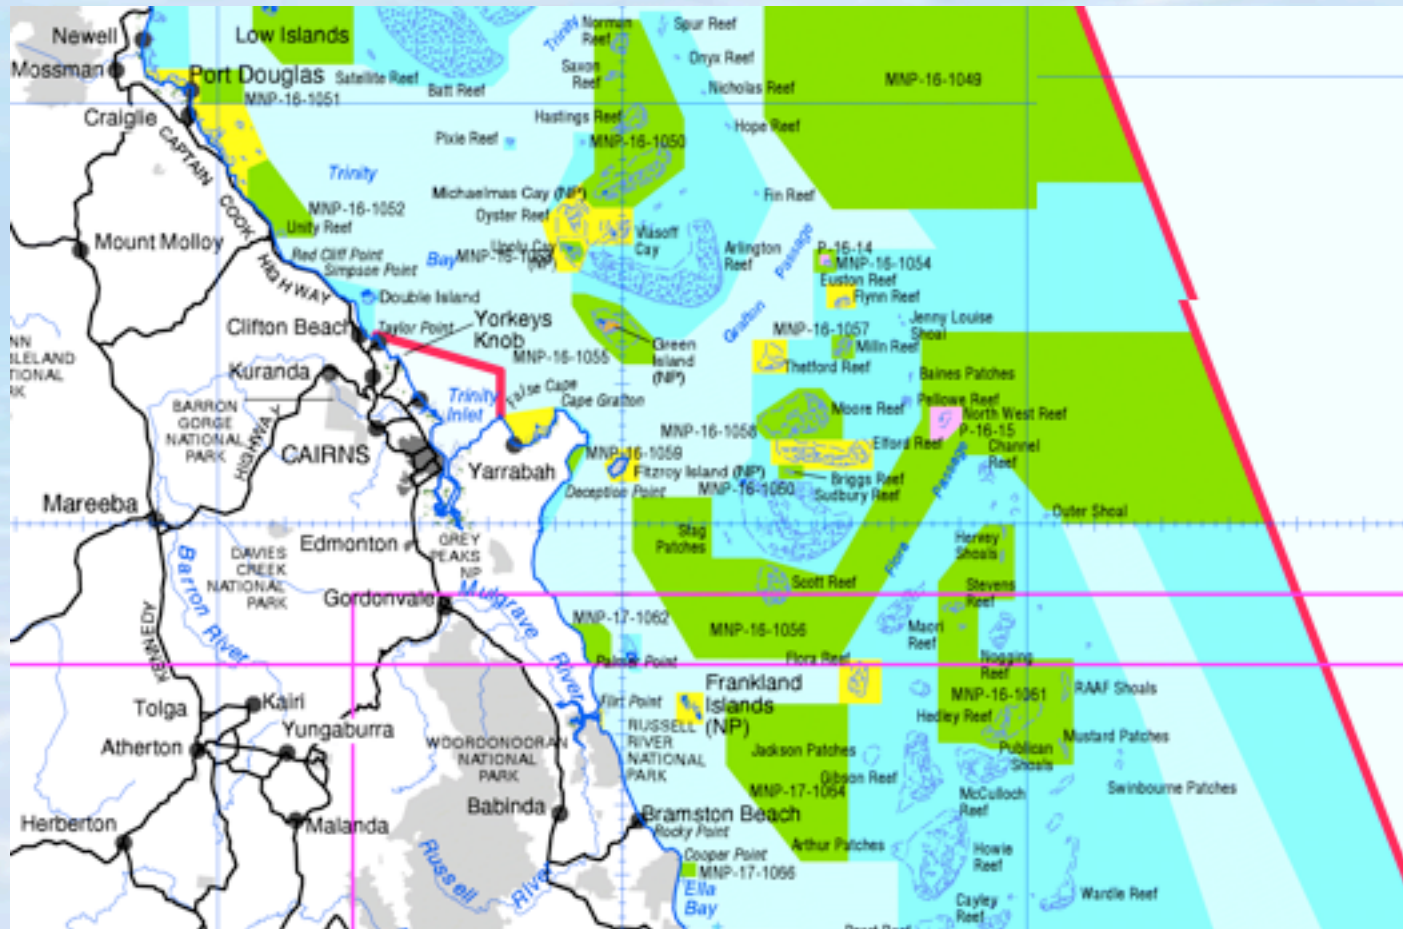 Newell
Mossman
Port Douglas
Craiglie
Low Islands
MNP-16-1051
Satellite Reef
Batt Reef
Trinity
Norman
Reef
Spur Reef
Onyx Reef
Saxon
Reef
Nicholas Reef
MNP-16-1049
Hastings Reef
Hope Reef
Pixie Reef
MNP-16-1050
CAPTAIN
COOK
HIGHWAY
Trinity
Bay
Michaelmas Cay (NP)
Fin Reef
MNP-16-1052
Oyster Reef
Unity Reef
Vlasoff
Cay
Upolu Cay
(NP)
Arlington
Reef
Passage
Grafton
P-16-14
MNP-16-1054
Mount Molloy
Red Cliff Point
Simpson Point
Euston Reef
Flynn Reef
Double Island
Clifton Beach
Taylor Point
Yorkeys
Knob
MNP-16-1057
Jenny Louise
Shoal
Milln Reef
MNP-16-1055
Green
Island
(NP)
Thetford Reef
Kuranda
Baines Patches
BARRON
GORGE
NATIONAL
PARK
HIGHWAY
Trinity
Inlet
False Cape
Cape Grafton
Moore Reef
Pellowe Reef
North West Reef
P-16-15
MNP-16-1058
Elford Reef
Channel
Reef
CAIRNS
Yarrabah
MNP-16-1059
Fitzroy Island (NP)
Briggs Reef
Deception Point
MNP-16-1060
Sudbury Reef
Passage
Flora
Mareeba
Outer Shoal
Edmonton
GREY
PEAKS
NP
Stag
Patches
Hervey
Shoals
DAVIES
CREEK
NATIONAL
PARK
Barron River
Scott Reef
Stevens
Reef
Gordonvale
Mulgrave
River
MNP-17-1062
MNP-16-1056
Maori
Reef
KENNEDY
Palmer Point
Flora Reef
Nogging
Reef
Frankland
Islands
(NP)
MNP-16-1061
RAAF Shoals
Tolga
Kairi
Flirt Point
Hedley Reef
Yungaburra
RUSSELL
RIVER
NATIONAL
PARK
Atherton
WOOROONOORAN
NATIONAL
PARK
Jackson Patches
Publican
Shoals
Mustard Patches
Gibson Reef
MNP-17-1064
McCulloch
Reef
Swinbourne Patches
Babinda
Bramston Beach
Herberton
Malanda
Rocky Point
Arthur Patches
Cooper Point
Howie
Reef
MNP-17-1066
Russell
River
Ella
Bay
Wardle Reef
Cayley
Reef